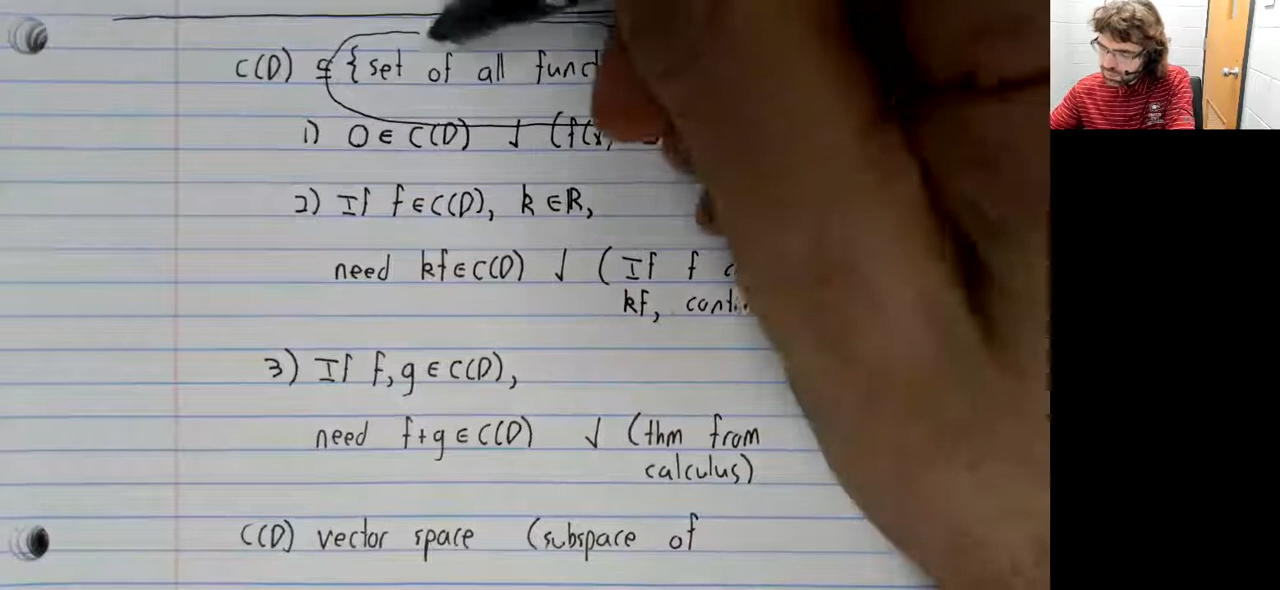 C(D) ⊊ {set of all func
1) 0 ∈ C(D) ✓ (f(x)
2) If f ∈ C(D), k ∈ ℝ,
need kf ∈ C(D) ✓ (If f
kf,
3) If f, g ∈ C(D),
need f+g ∈ C(D) ✓ (thm from
calculus)
C(D) vector space (subspace of